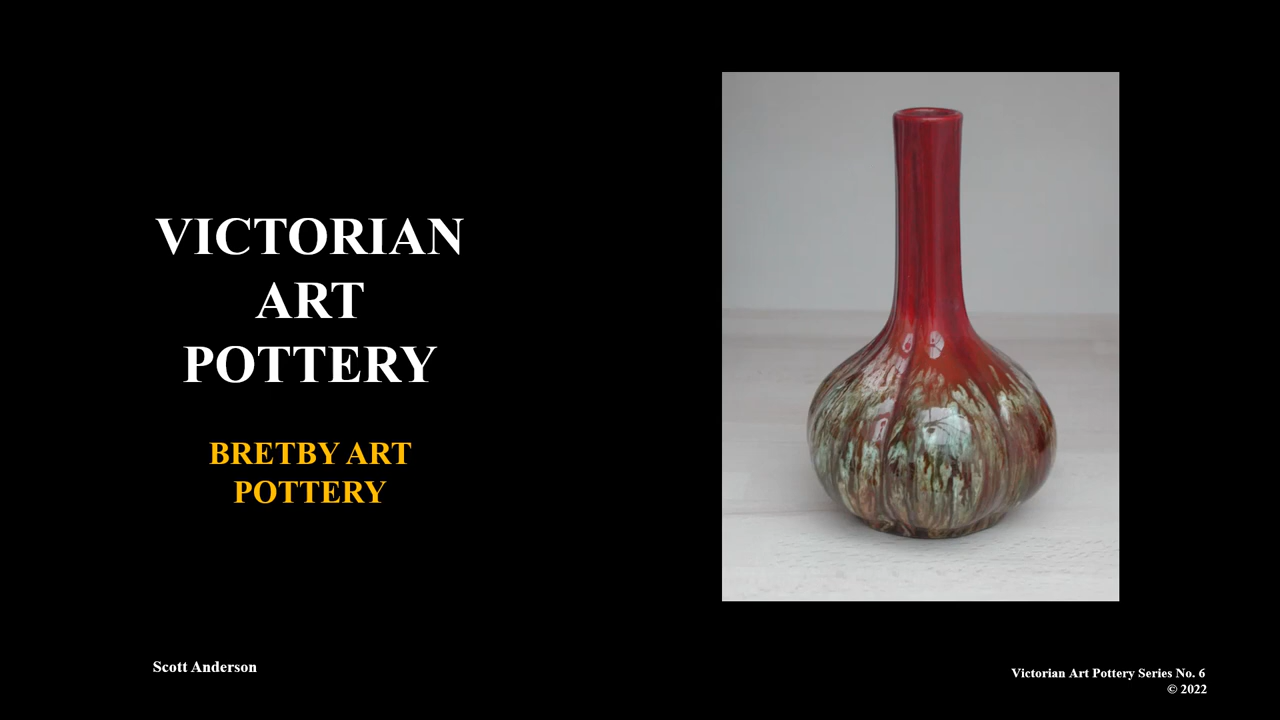 VICTORIAN
ART
POTTERY
BRETBY ART
POTTERY
Scott Anderson
Victorian Art Pottery Series No. 6
© 2022